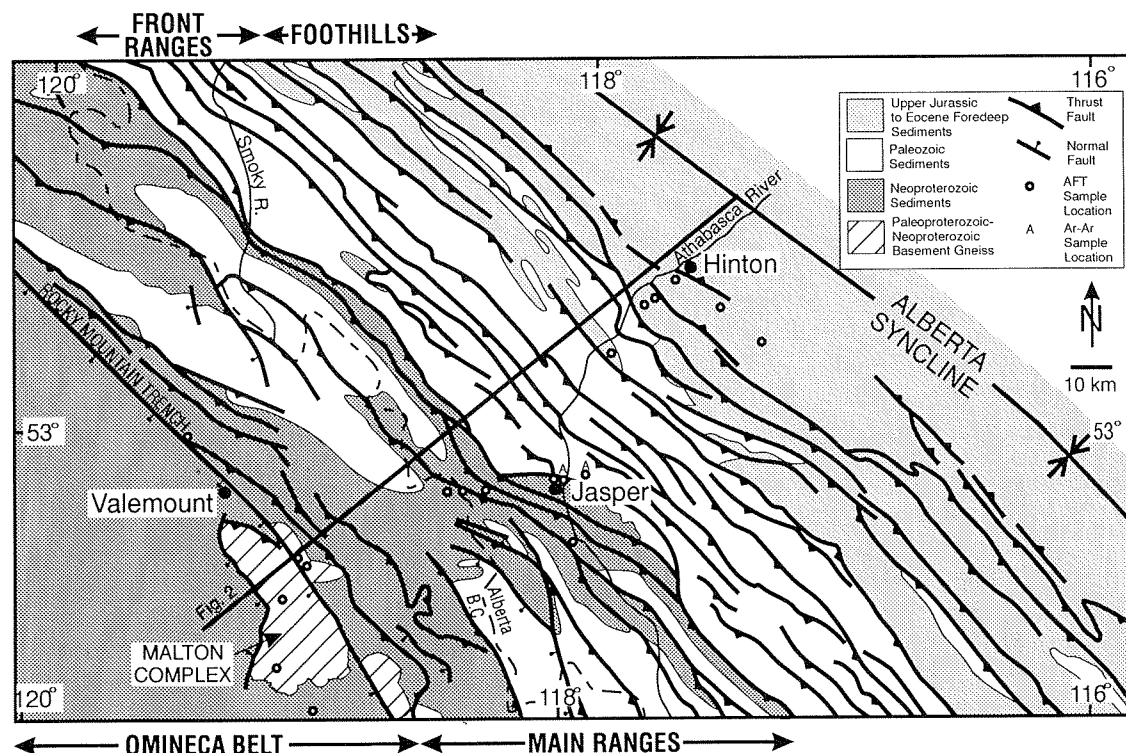 FRONT
RANGES
FOOTHILLS
120°
118°
116°
Upper Jurassic
to Eocene Foredeep
Sediments
Paleozoic
Sediments
Neoproterozoic
Sediments
Paleoproterozoic-
Neoproterozoic
Basement Gneiss
Thrust
Fault
Normal
Fault
AFT
Sample
Location
A
Ar-Ar
Sample
Location
Smoky R.
Athabasca River
Hinton
ALBERTA
SYNCLINE
N
10 km
ROCKY MOUNTAIN TRENCH
53°
53°
A
A
Jasper
Valemount
Fig. 2
Alberta
B.C.
MALTON
COMPLEX
120°
118°
116°
OMINECA BELT
MAIN RANGES